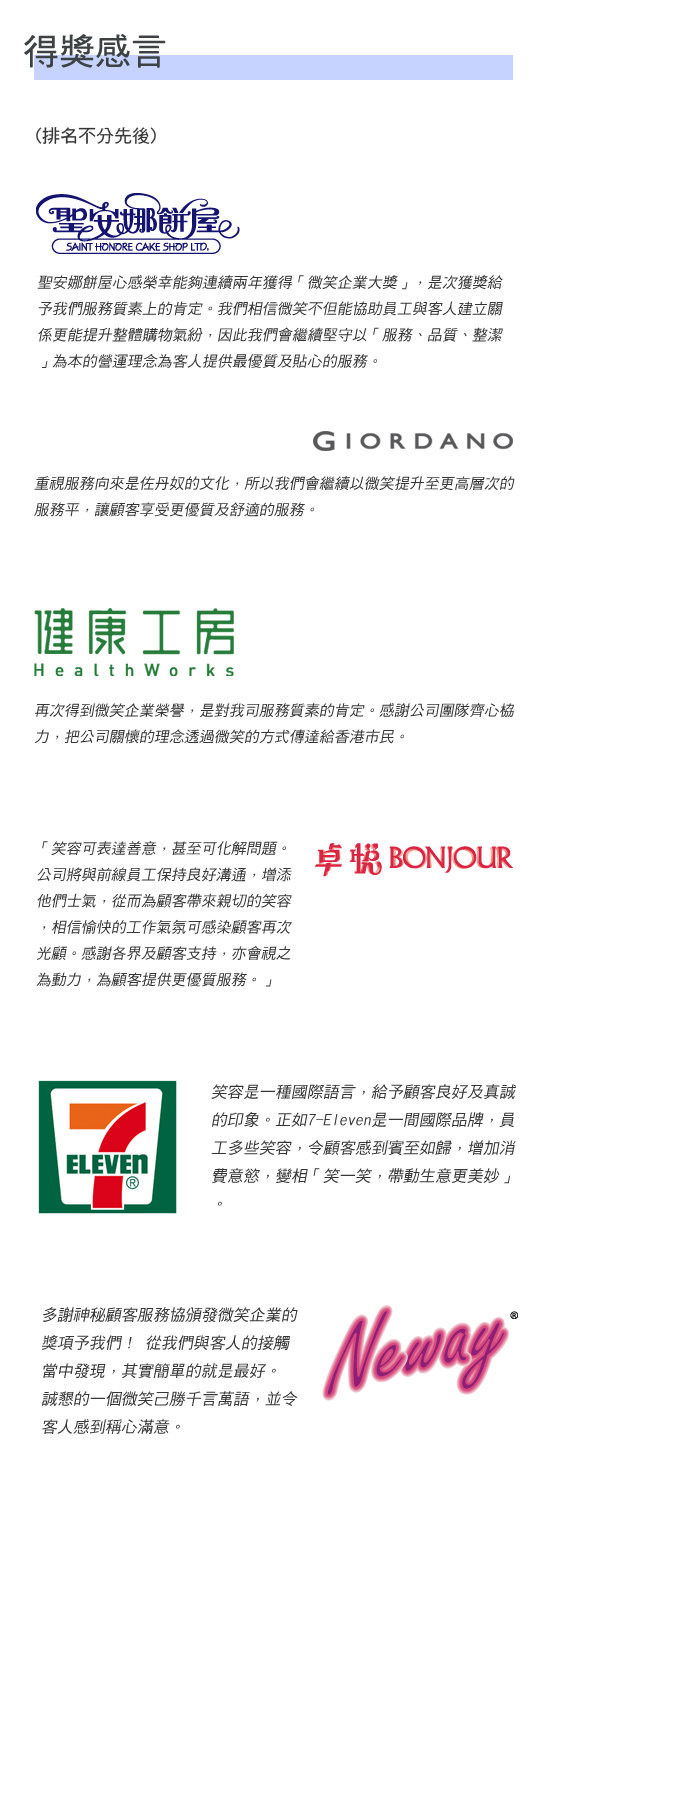 得獎感言
(排名不分先後)
聖安娜餅屋
SAINT HONORE CAKE SHOP LTD.
聖安娜餅屋心感榮幸能夠連續兩年獲得「微笑企業大獎」，是次獲獎給
予我們服務質素上的肯定。我們相信微笑不但能協助員工與客人建立關
係更能提升整體購物氣紛，因此我們會繼續堅守以「服務、品質、整潔
」為本的營運理念為客人提供最優質及貼心的服務。
GIORDANO
重視服務向來是佐丹奴的文化，所以我們會繼續以微笑提升至更高層次的
服務平，讓顧客享受更優質及舒適的服務。
健康工房
HealthWorks
再次得到微笑企業榮譽，是對我司服務質素的肯定。感謝公司團隊齊心協
力，把公司關懷的理念透過微笑的方式傳達給香港市民。
「笑容可表達善意，甚至可化解問題。
卓悅 BONJOUR
公司將與前線員工保持良好溝通，增添
他們士氣，從而為顧客帶來親切的笑容
，相信愉快的工作氣氛可感染顧客再次
光顧。感謝各界及顧客支持，亦會視之
為動力，為顧客提供更優質服務。」
7
ELEVEN
®
笑容是一種國際語言，給予顧客良好及真誠
的印象。正如7-Eleven是一間國際品牌，員
工多些笑容，令顧客感到賓至如歸，增加消
費意慾，變相「笑一笑，帶動生意更美妙」
。
多謝神秘顧客服務協頒發微笑企業的
獎項予我們！ 從我們與客人的接觸
當中發現，其實簡單的就是最好。
誠懇的一個微笑己勝千言萬語，並令
客人感到稱心滿意。
Neway®